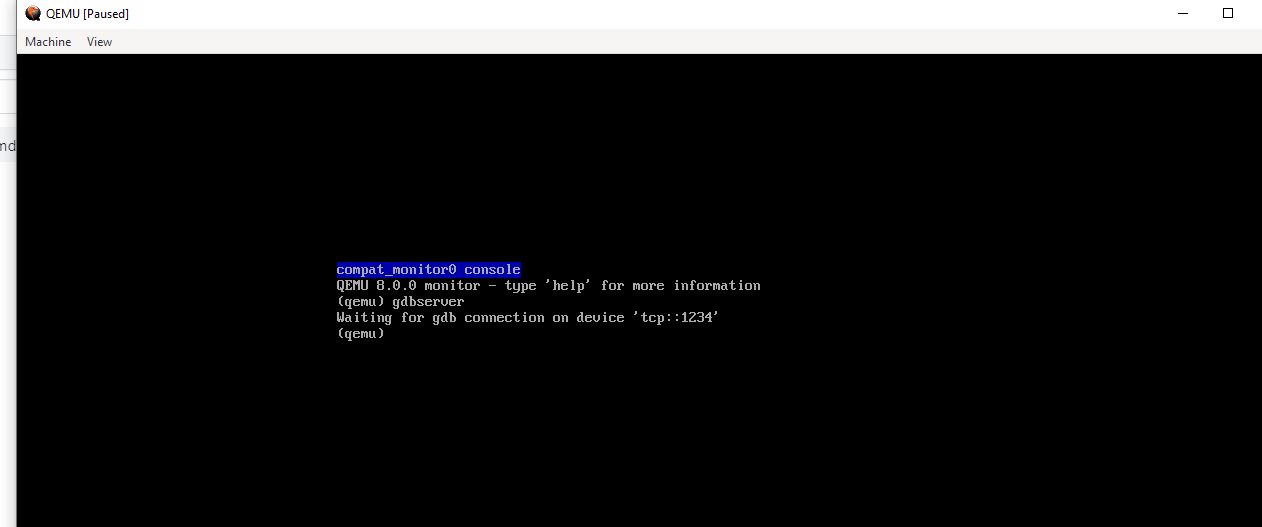 QEMU [Paused]
Machine View
compat_monitor0 console
QEMU 8.0.0 monitor - type 'help' for more information
(qemu) gdbserver
Waiting for gdb connection on device 'tcp::1234'
(qemu)